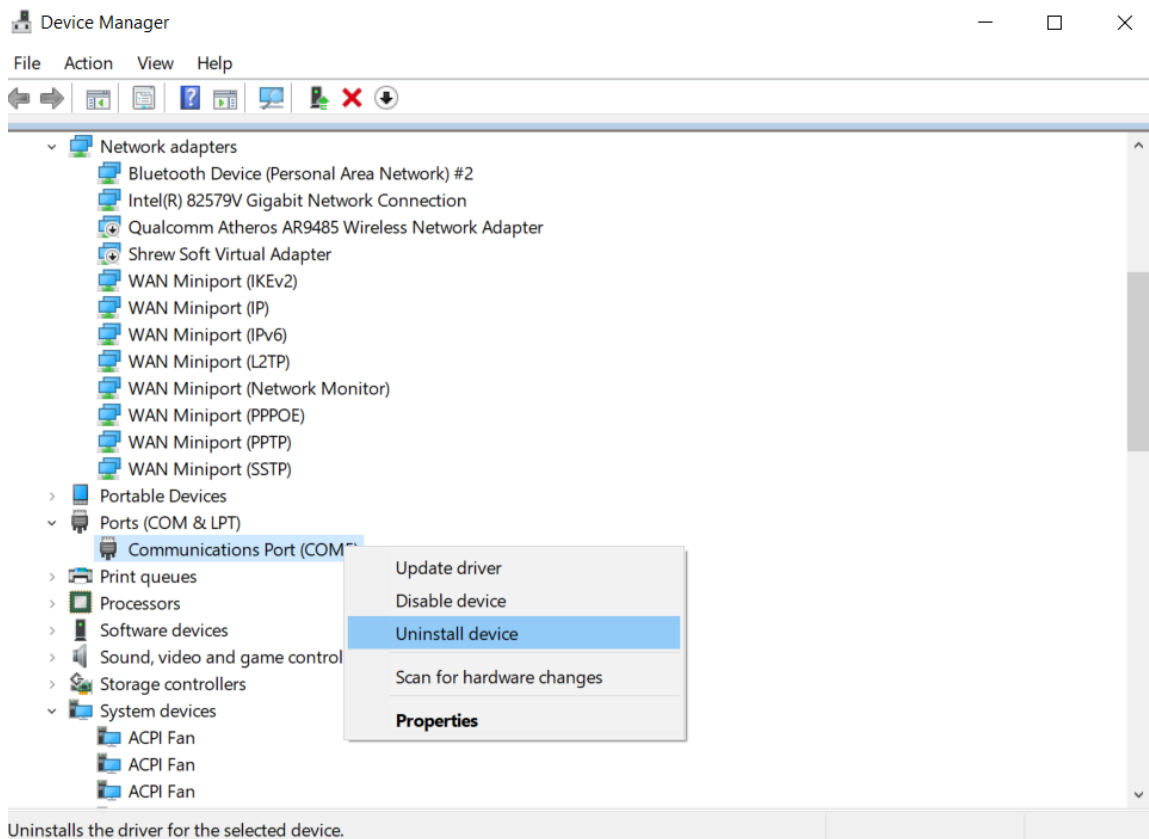 Device Manager
File Action View Help
Network adapters
Bluetooth Device (Personal Area Network) #2
Intel(R) 82579V Gigabit Network Connection
Qualcomm Atheros AR9485 Wireless Network Adapter
Shrew Soft Virtual Adapter
WAN Miniport (IKEv2)
WAN Miniport (IP)
WAN Miniport (IPv6)
WAN Miniport (L2TP)
WAN Miniport (Network Monitor)
WAN Miniport (PPPOE)
WAN Miniport (PPTP)
WAN Miniport (SSTP)
Portable Devices
Ports (COM & LPT)
Communications Port
Print queues
Processors
Software devices
Sound, video and game control
Storage controllers
System devices
ACPI Fan
ACPI Fan
ACPI Fan
Update driver
Disable device
Uninstall device
Scan for hardware changes
Properties
Uninstalls the driver for the selected device.